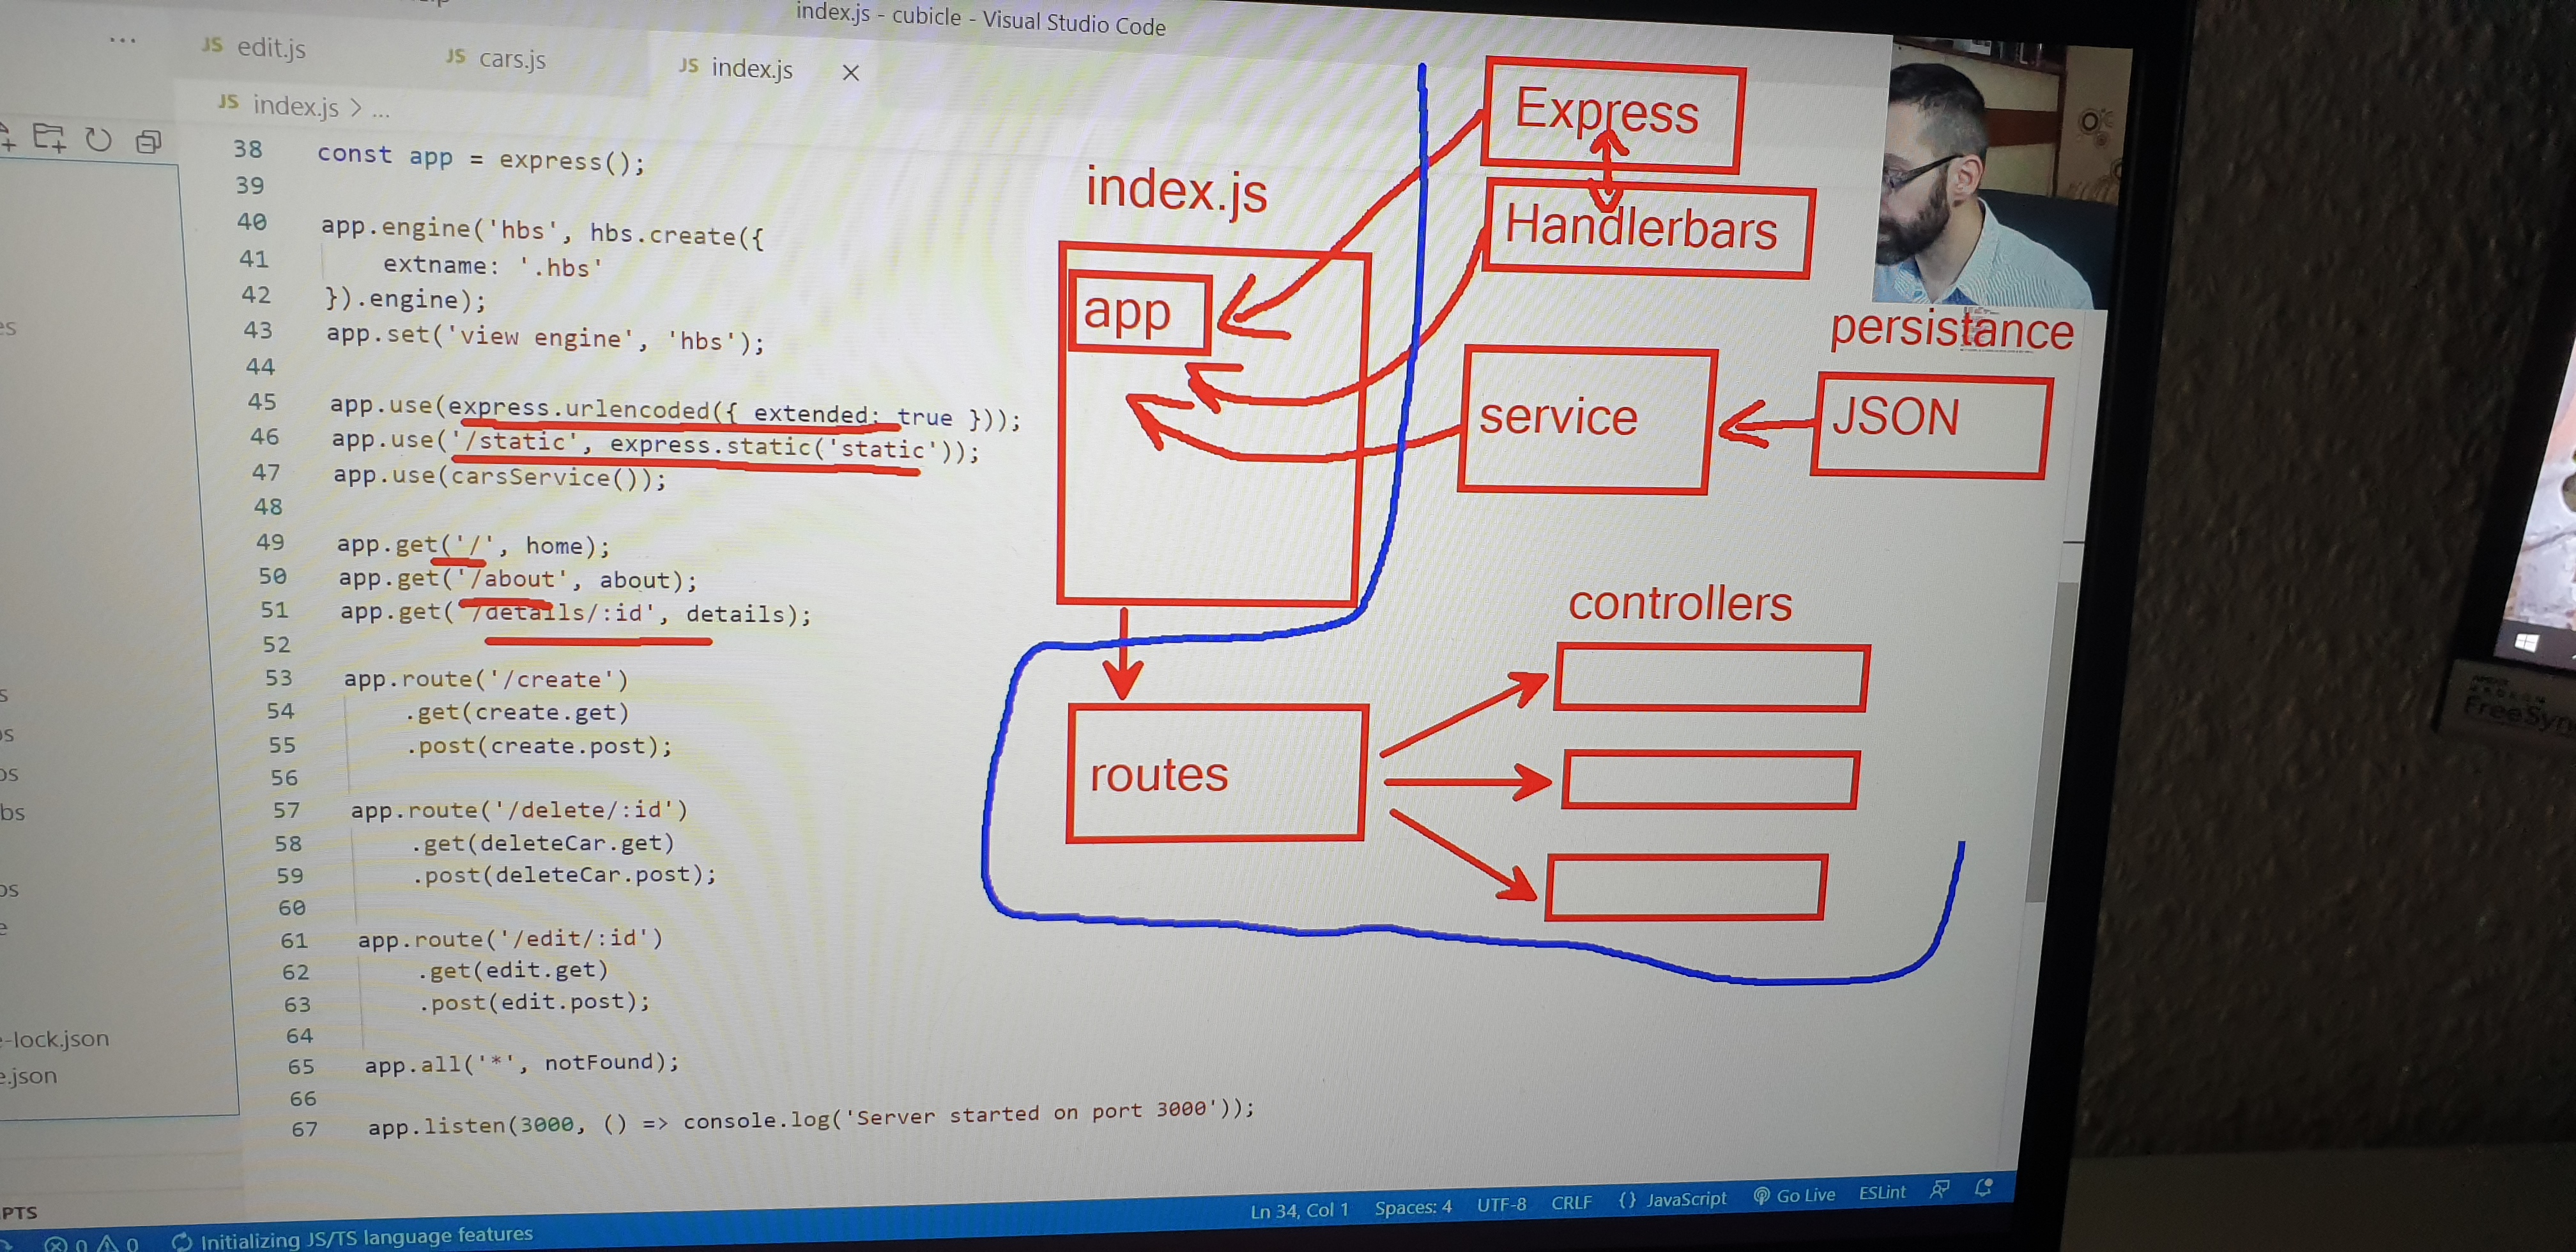 index.js - cubicle - Visual Studio Code
...
JS edit.js
JS cars.js
JS index.js ×
JS index.js > ...
38 const app = express();
39
40 app.engine('hbs', hbs.create({
41 extname: '.hbs'
42 }).engine);
43 app.set('view engine', 'hbs');
44
45 app.use(express.urlencoded({ extended: true }));
46 app.use('/static', express.static('static'));
47 app.use(carsService());
48
49 app.get('/', home);
50 app.get('/about', about);
51 app.get('/details/:id', details);
52
53 app.route('/create')
54 .get(create.get)
55 .post(create.post);
56
57 app.route('/delete/:id')
58 .get(deleteCar.get)
59 .post(deleteCar.post);
60
61 app.route('/edit/:id')
62 .get(edit.get)
63 .post(edit.post);
64
65 app.all('*', notFound);
66
67 app.listen(3000, () => console.log('Server started on port 3000'));
index.js
app
Express
Handlerbars
service
persistance
JSON
controllers
routes
-lock.json
.json
PTS
0 0 Initializing JS/TS language features
Ln 34, Col 1 Spaces: 4 UTF-8 CRLF {} JavaScript Go Live ESLint
FreeSyn